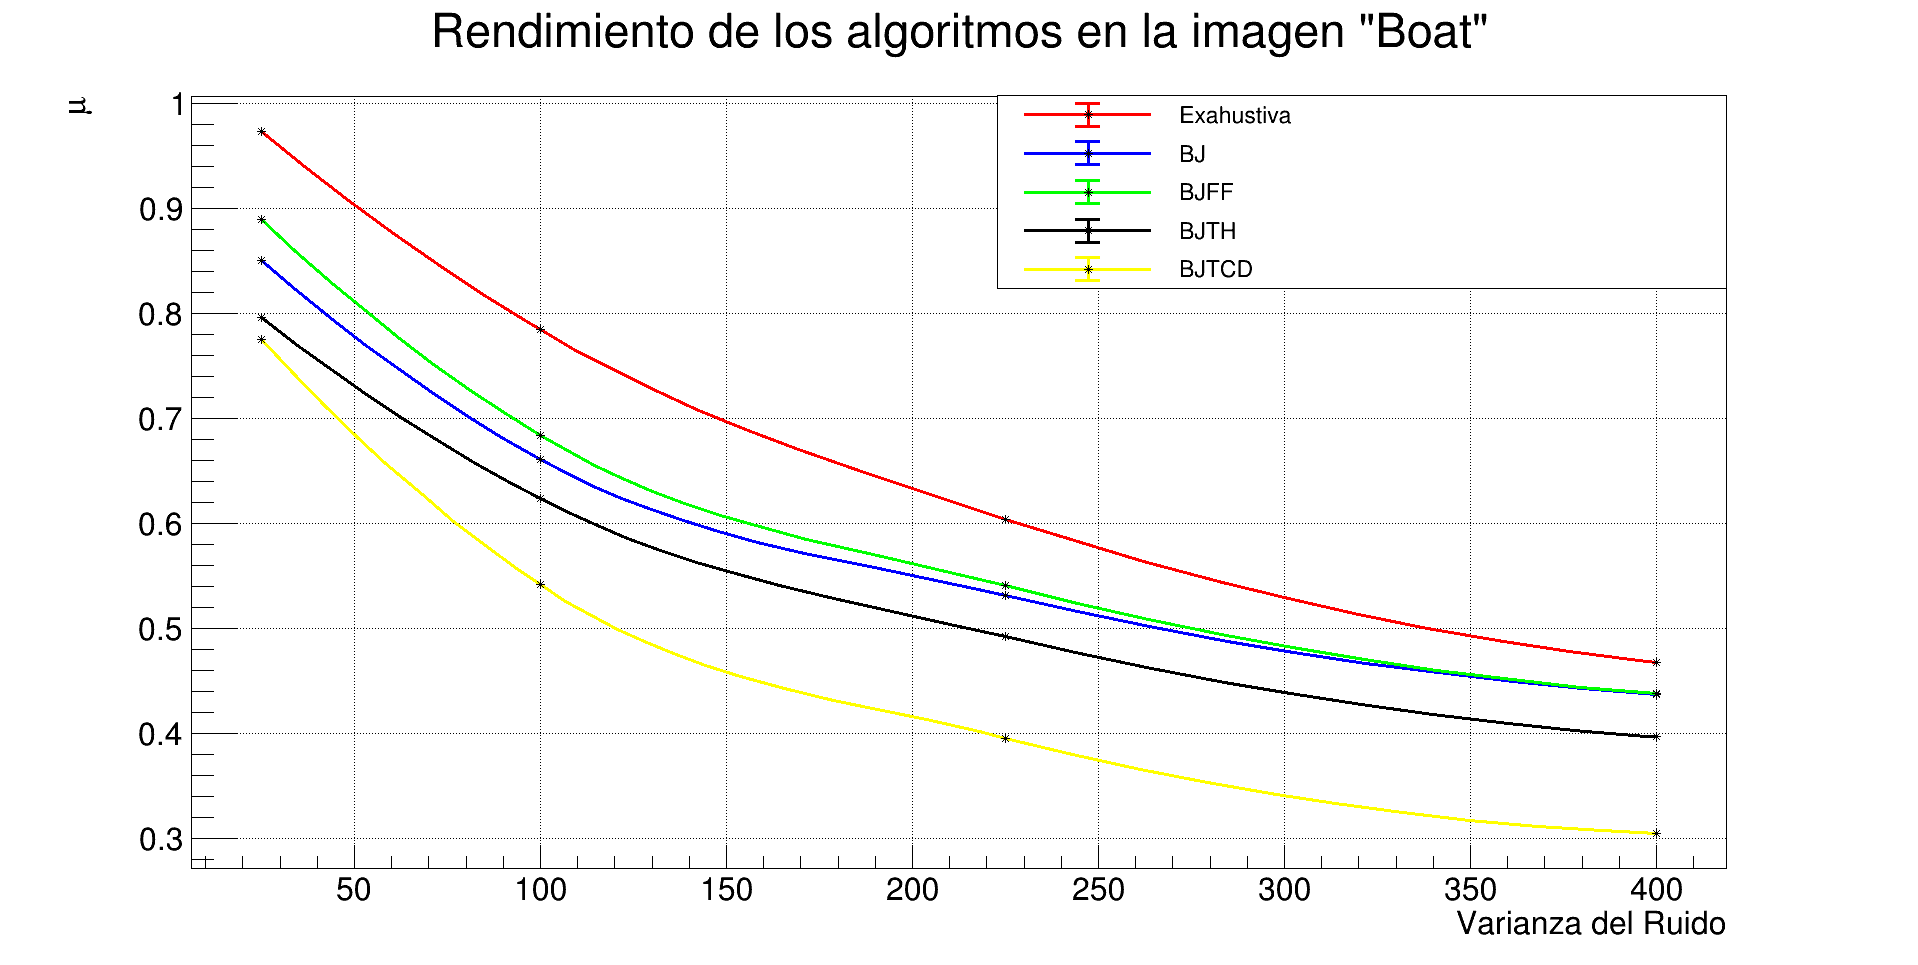 Rendimiento de los algoritmos en la imagen "Boat"
μ
1
0.9
0.8
0.7
0.6
0.5
0.4
0.3
Exahustiva
BJ
BJFF
BJTH
BJTCD
50 100 150 200 250 300 350 400
Varianza del Ruido